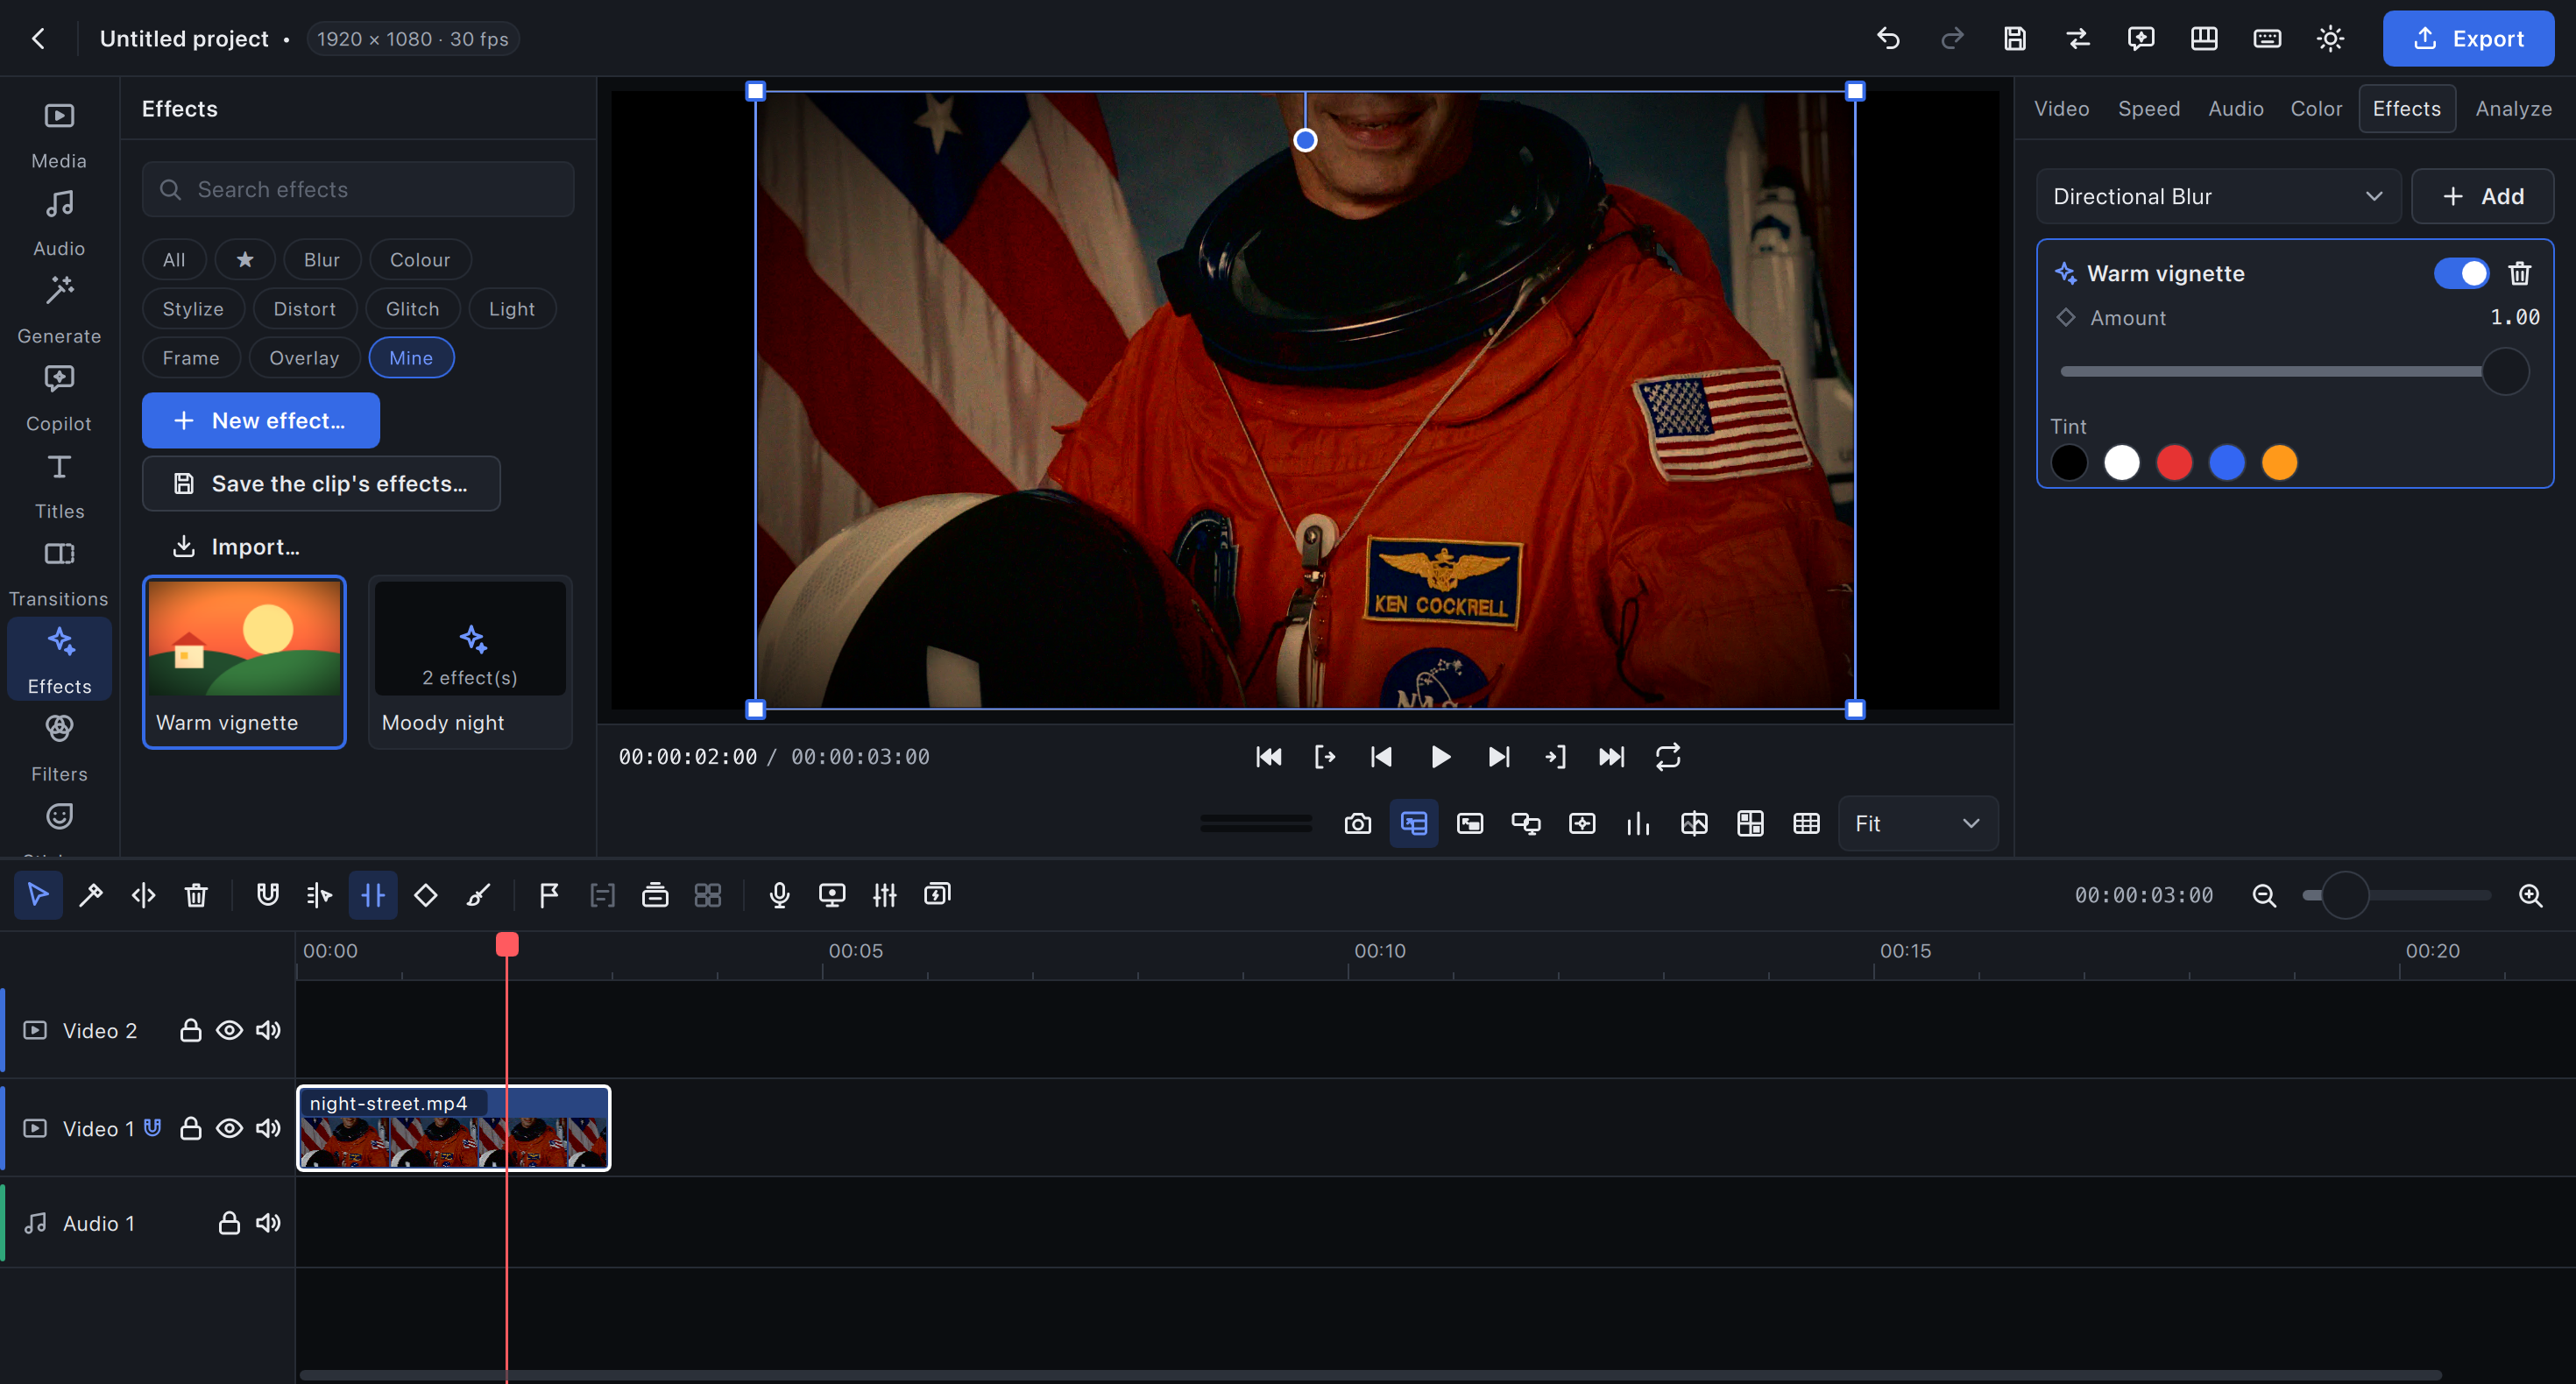 Untitled project • 1920 × 1080 · 30 fps
Export
Media
Audio
Generate
Copilot
Titles
Transitions
Effects
Filters
Effects
Search effects
All ★ Blur Colour
Stylize Distort Glitch Light
Frame Overlay Mine
New effect...
Save the clip's effects...
Import...
2 effect(s)
Warm vignette
Moody night
KEN COCKRELL
00:00:02:00 / 00:00:03:00
Fit
Video Speed Audio Color Effects Analyze
Directional Blur
Add
Warm vignette
Amount 1.00
Tint
00:00:03:00
00:00 00:05 00:10 00:15 00:20
Video 2
Video 1
night-street.mp4
Audio 1